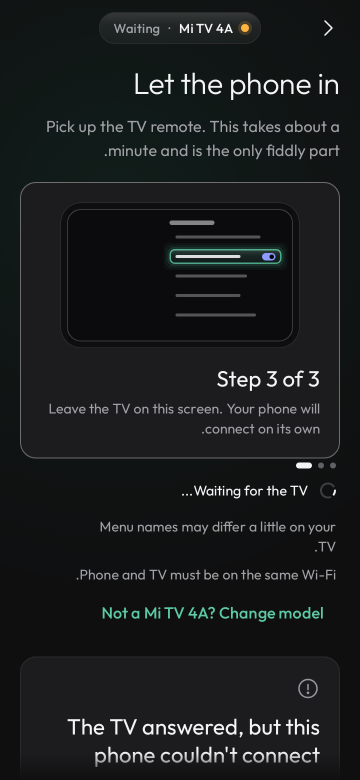 Waiting · Mi TV 4A
Let the phone in
Pick up the TV remote. This takes about a
.minute and is the only fiddly part
Step 3 of 3
Leave the TV on this screen. Your phone will
.connect on its own
...Waiting for the TV
Menu names may differ a little on your
.TV
.Phone and TV must be on the same Wi-Fi
Not a Mi TV 4A? Change model
The TV answered, but this
phone couldn't connect